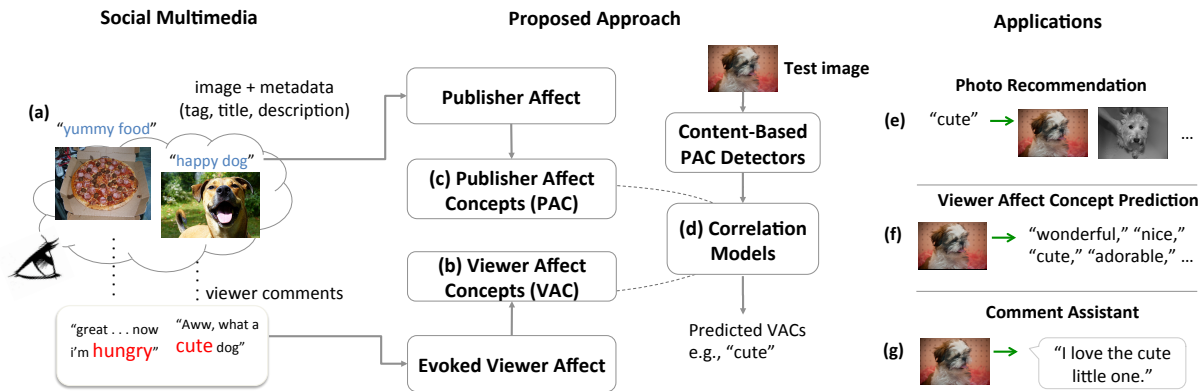 Social Multimedia
Proposed Approach
Applications
(a)
image + metadata
(tag, title, description)
“yummy food”
“happy dog”
viewer comments
“great . . . now
i’m hungry”
“Aww, what a
cute dog”
Publisher Affect
(c) Publisher Affect
Concepts (PAC)
(b) Viewer Affect
Concepts (VAC)
Evoked Viewer Affect
Test image
Content-Based
PAC Detectors
(d) Correlation
Models
Predicted VACs
e.g., “cute”
Photo Recommendation
(e)
“cute”
...
Viewer Affect Concept Prediction
(f)
“wonderful,” “nice,”
“cute,” “adorable,” ...
Comment Assistant
(g)
“I love the cute
little one.”